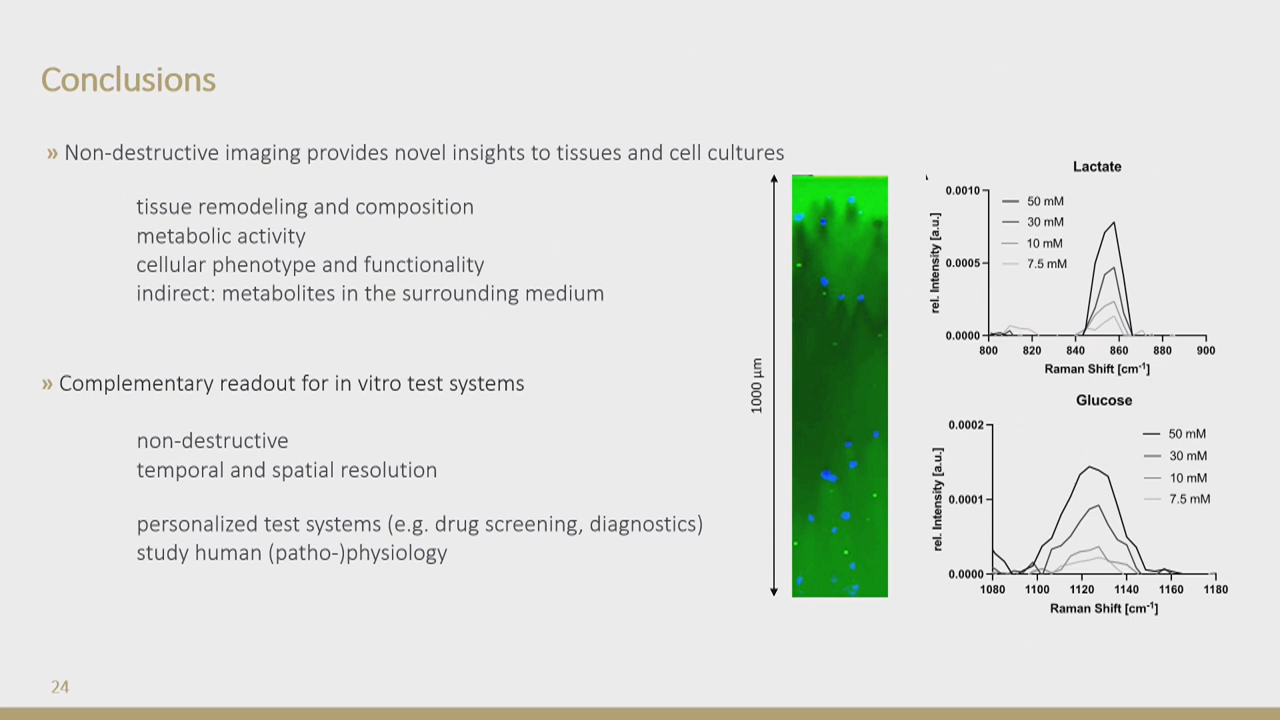 Conclusions
» Non-destructive imaging provides novel insights to tissues and cell cultures
tissue remodeling and composition
metabolic activity
cellular phenotype and functionality
indirect: metabolites in the surrounding medium
» Complementary readout for in vitro test systems
non-destructive
temporal and spatial resolution
personalized test systems (e.g. drug screening, diagnostics)
study human (patho-)physiology
1000 µm
Lactate
rel. Intensity [a.u.]
0.0010
0.0005
0.0000
50 mM
30 mM
10 mM
7.5 mM
800 820 840 860 880 900
Raman Shift [cm⁻¹]
Glucose
rel. Intensity [a.u.]
0.0002
0.0001
0.0000
50 mM
30 mM
10 mM
7.5 mM
1080 1100 1120 1140 1160 1180
Raman Shift [cm⁻¹]
24